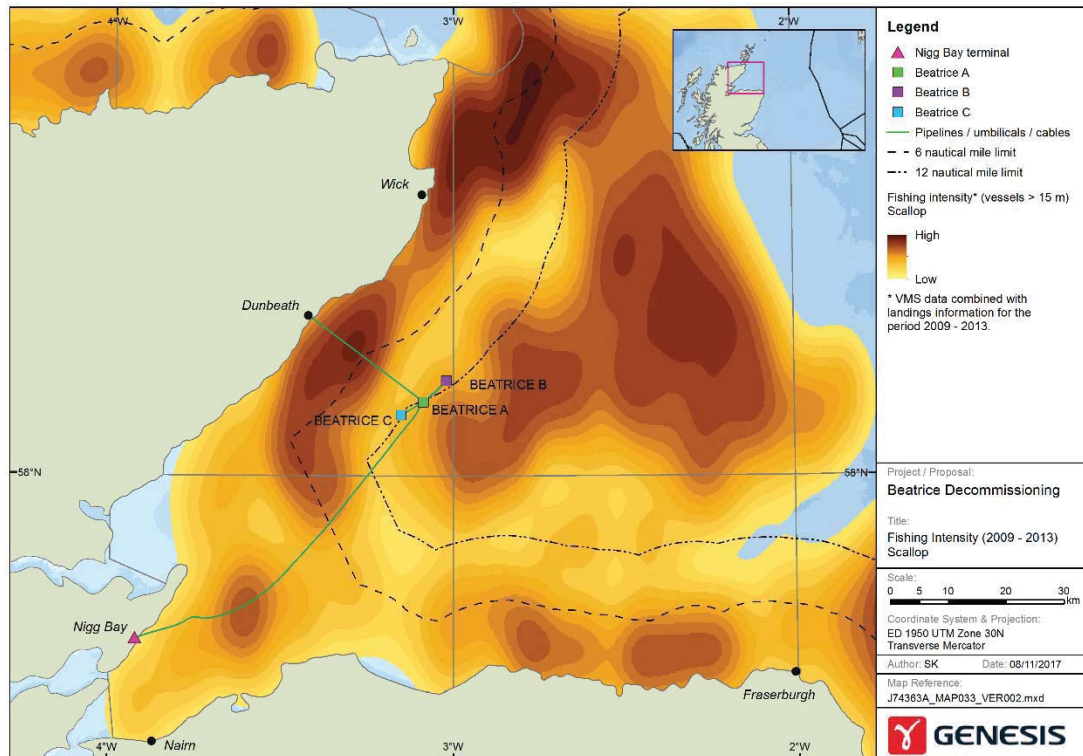 4°W
3°W
2°W
Wick
Dunbeath
BEATRICE B
BEATRICE A
BEATRICE C
58°N
58°N
Nigg Bay
Fraserburgh
Nairn
4°W
3°W
2°W
Legend
Nigg Bay terminal
Beatrice A
Beatrice B
Beatrice C
Pipelines / umbilicals / cables
6 nautical mile limit
12 nautical mile limit
Fishing intensity* (vessels > 15 m)
Scallop
High
Low
* VMS data combined with
landings information for the
period 2009 - 2013.
Project / Proposal:
Beatrice Decommissioning
Title:
Fishing Intensity (2009 - 2013)
Scallop
Scale:
0 5 10 20 30
km
Coordinate System & Projection:
ED 1950 UTM Zone 30N
Transverse Mercator
Author: SK Date: 08/11/2017
Map Reference:
J74363A_MAP033_VER002.mxd
GENESIS